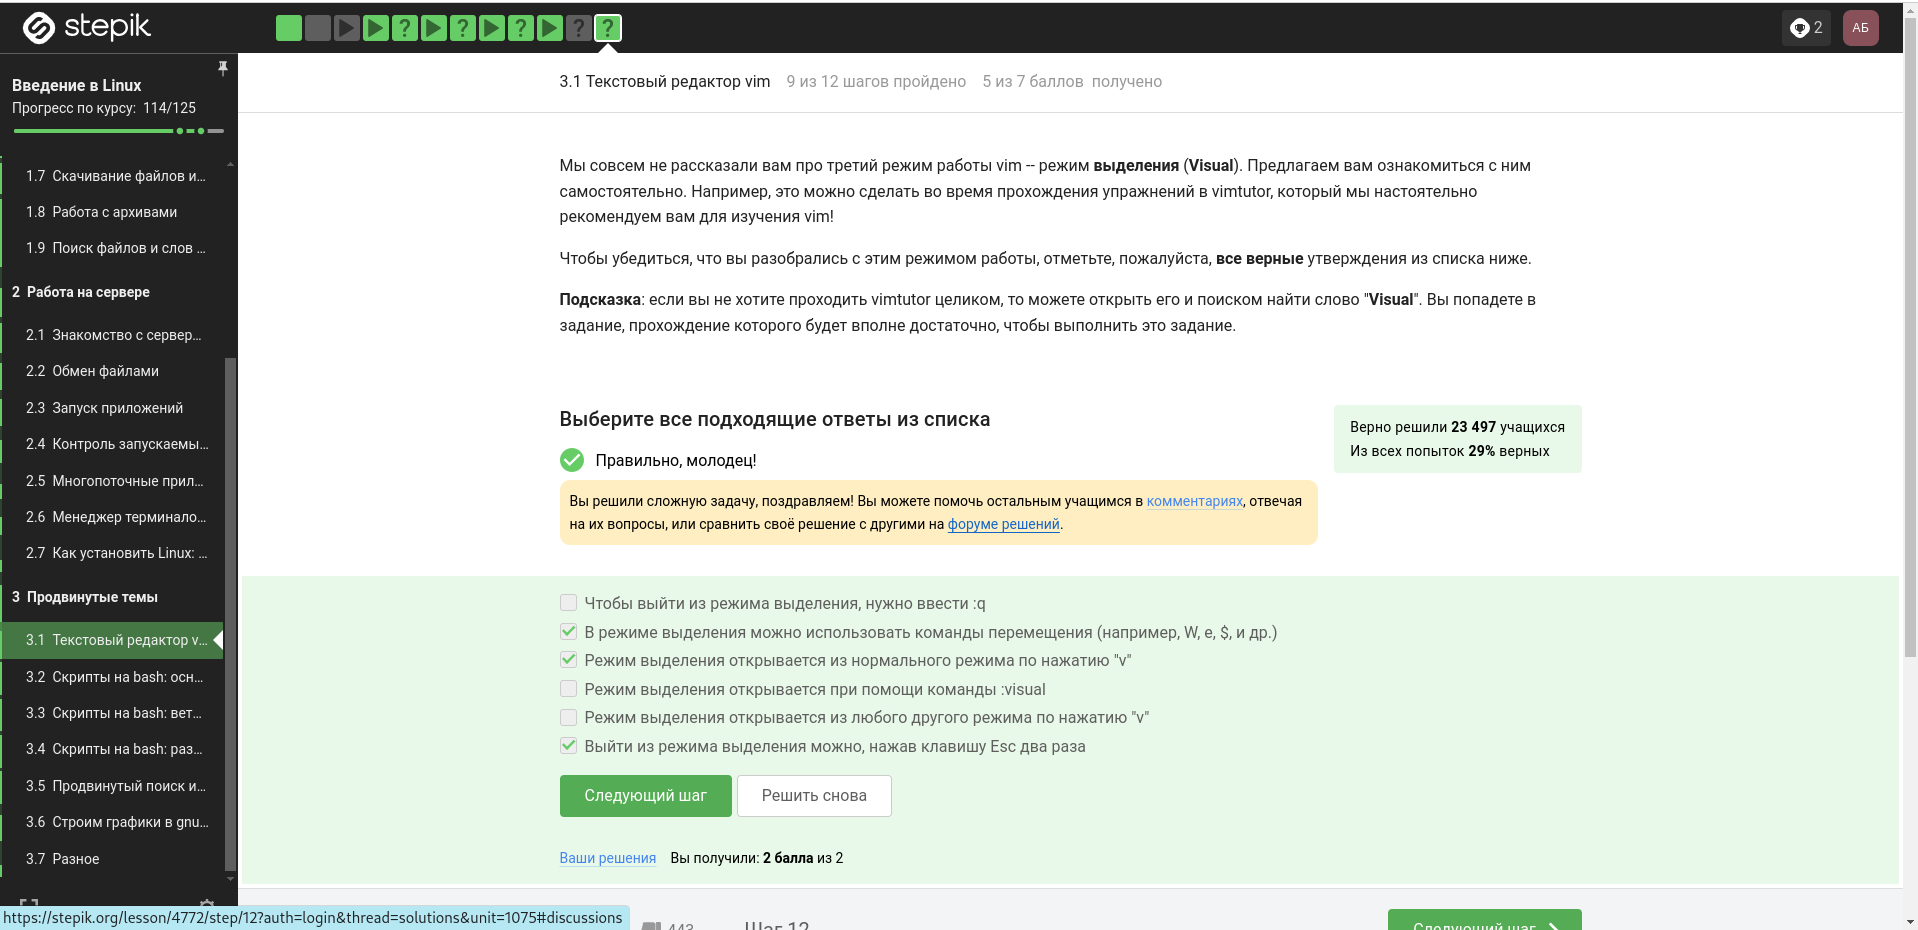 stepik
2
АБ
Введение в Linux
Прогресс по курсу: 114/125
1.7 Скачивание файлов и...
1.8 Работа с архивами
1.9 Поиск файлов и слов ...
2 Работа на сервере
2.1 Знакомство с сервер...
2.2 Обмен файлами
2.3 Запуск приложений
2.4 Контроль запускаемы...
2.5 Многопоточные прил...
2.6 Менеджер терминало...
2.7 Как установить Linux: ...
3 Продвинутые темы
3.1 Текстовый редактор v...
3.2 Скрипты на bash: осн...
3.3 Скрипты на bash: вет...
3.4 Скрипты на bash: раз...
3.5 Продвинутый поиск и...
3.6 Строим графики в gnu...
3.7 Разное
3.1 Текстовый редактор vim 9 из 12 шагов пройдено 5 из 7 баллов получено
Мы совсем не рассказали вам про третий режим работы vim -- режим выделения (Visual). Предлагаем вам ознакомиться с ним
самостоятельно. Например, это можно сделать во время прохождения упражнений в vimtutor, который мы настоятельно
рекомендуем вам для изучения vim!
Чтобы убедиться, что вы разобрались с этим режимом работы, отметьте, пожалуйста, все верные утверждения из списка ниже.
Подсказка: если вы не хотите проходить vimtutor целиком, то можете открыть его и поиском найти слово "Visual". Вы попадете в
задание, прохождение которого будет вполне достаточно, чтобы выполнить это задание.
Выберите все подходящие ответы из списка
Правильно, молодец!
Вы решили сложную задачу, поздравляем! Вы можете помочь остальным учащимся в комментариях, отвечая
на их вопросы, или сравнить своё решение с другими на форуме решений.
Верно решили 23 497 учащихся
Из всех попыток 29% верных
Чтобы выйти из режима выделения, нужно ввести :q
В режиме выделения можно использовать команды перемещения (например, W, e, $, и др.)
Режим выделения открывается из нормального режима по нажатию "v"
Режим выделения открывается при помощи команды :visual
Режим выделения открывается из любого другого режима по нажатию "v"
Выйти из режима выделения можно, нажав клавишу Esc два раза
Следующий шаг
Решить снова
Ваши решения Вы получили: 2 балла из 2
443
Шаг 12
Следующий шаг
https://stepik.org/lesson/4772/step/12?auth=login&thread=solutions&unit=1075#discussions